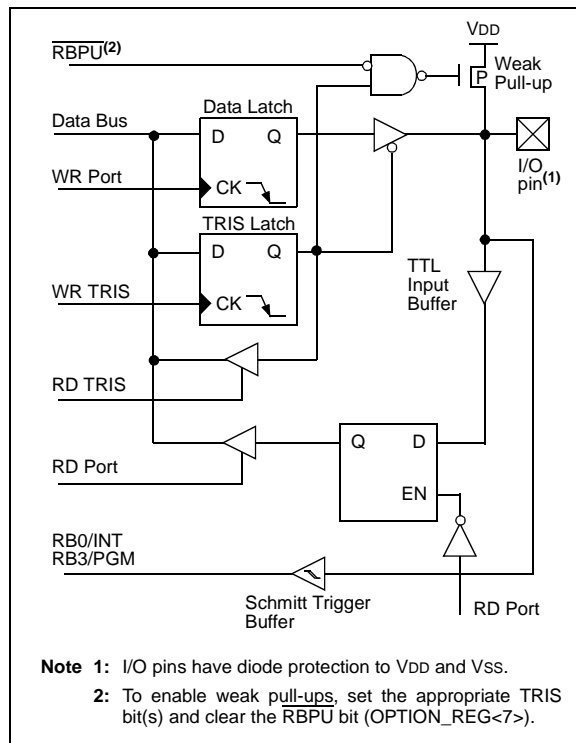 VDD
RBPU(2)
Weak
P
Pull-up
Data Latch
Data Bus
D
Q
I/O
pin(1)
WR Port
CK
TRIS Latch
D
Q
TTL
Input
Buffer
WR TRIS
CK
RD TRIS
Q
D
RD Port
EN
RB0/INT
RB3/PGM
Schmitt Trigger
Buffer
RD Port
Note 1: I/O pins have diode protection to VDD and VSS.
2: To enable weak pull-ups, set the appropriate TRIS
bit(s) and clear the RBPU bit (OPTION_REG<7>).